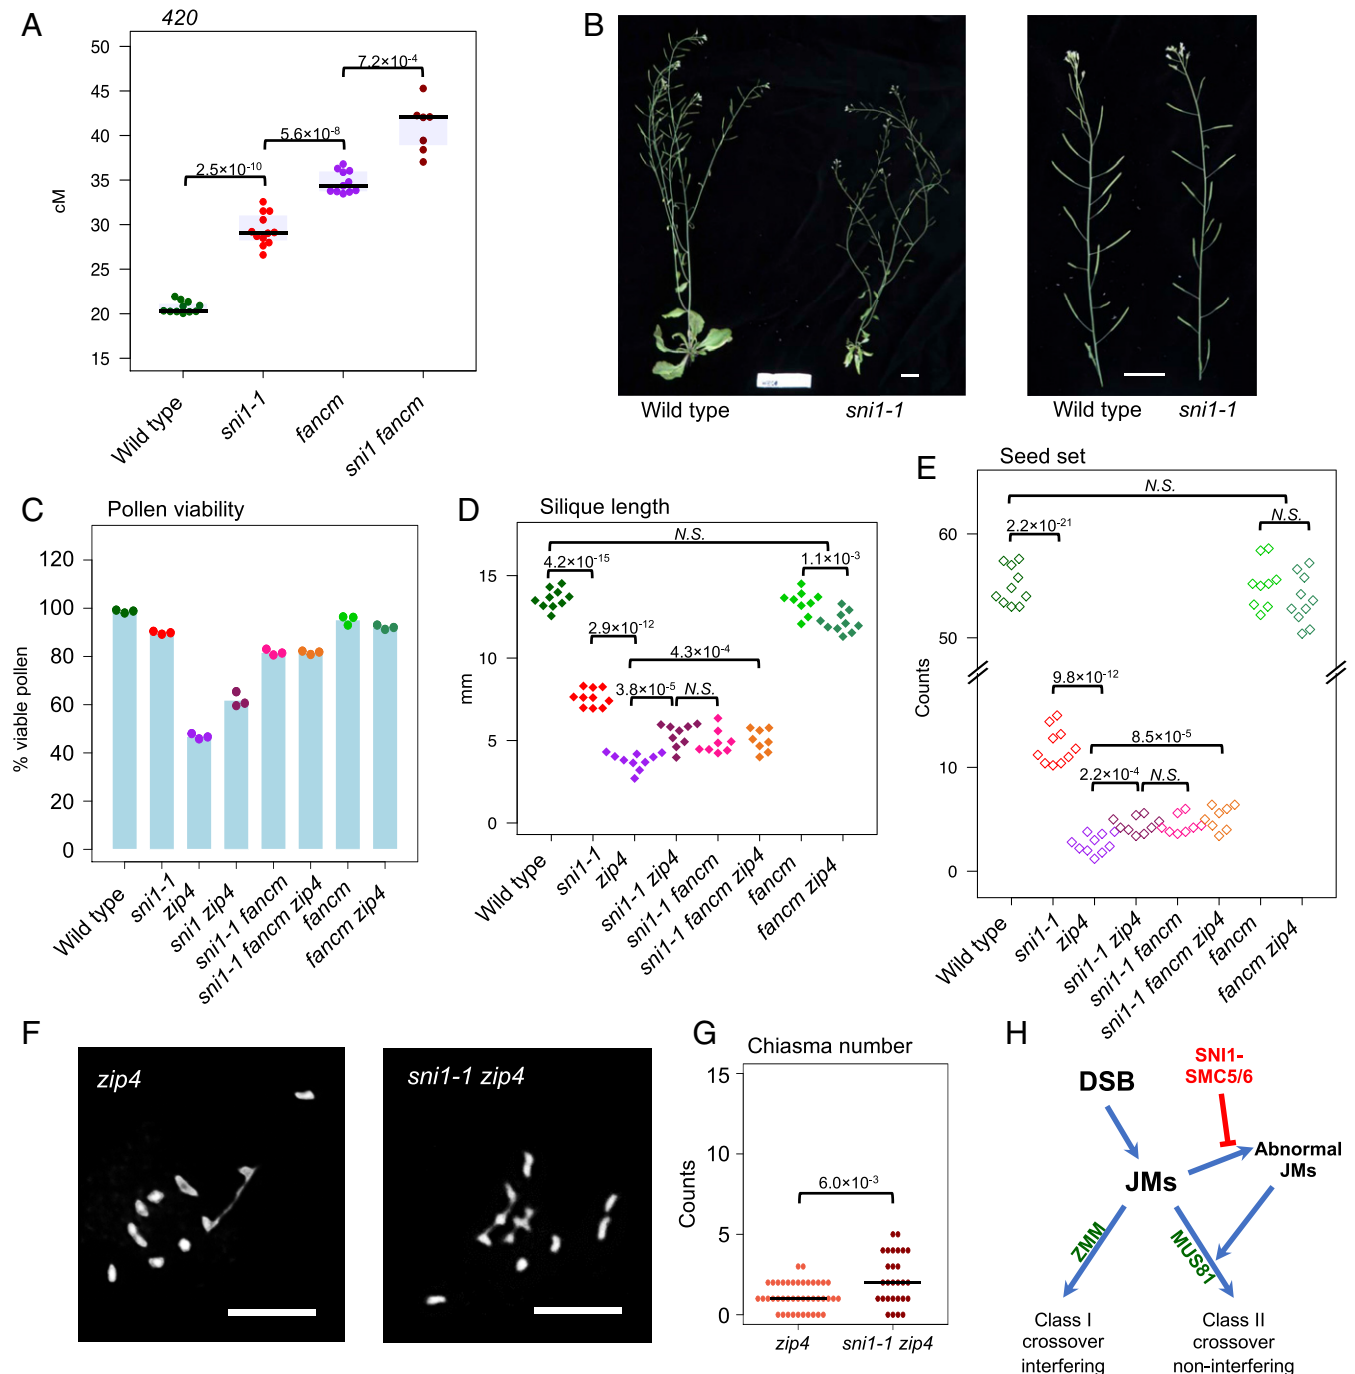 A
420
50
45
40
35
30
25
20
15
cM
7.2×10-4
5.6×10-8
2.5×10-10
Wild type
sni1-1
fancm
sni1 fancm
B
Wild type
sni1-1
Wild type
sni1-1
C
Pollen viability
120
100
80
60
40
20
0
% viable pollen
Wild type
sni1-1
zip4
sni1 zip4
sni1-1 fancm
sni1-1 fancm zip4
fancm
fancm zip4
D
Silique length
15
10
5
0
mm
N.S.
4.2×10-15
1.1×10-3
2.9×10-12
4.3×10-4
3.8×10-5
N.S.
Wild type
sni1-1
zip4
sni1-1 zip4
sni1-1 fancm
sni1-1 fancm zip4
fancm
fancm zip4
E
Seed set
60
50
10
0
Counts
N.S.
2.2×10-21
N.S.
9.8×10-12
8.5×10-5
2.2×10-4
N.S.
Wild type
sni1-1
zip4
sni1-1 zip4
sni1-1 fancm
sni1-1 fancm zip4
fancm
fancm zip4
F
zip4
sni1-1 zip4
G
Chiasma number
15
10
5
0
Counts
6.0×10-3
zip4
sni1-1 zip4
H
SNI1-
SMC5/6
DSB
Abnormal
JMs
JMs
ZMM
MUS81
Class I
crossover
interfering
Class II
crossover
non-interfering